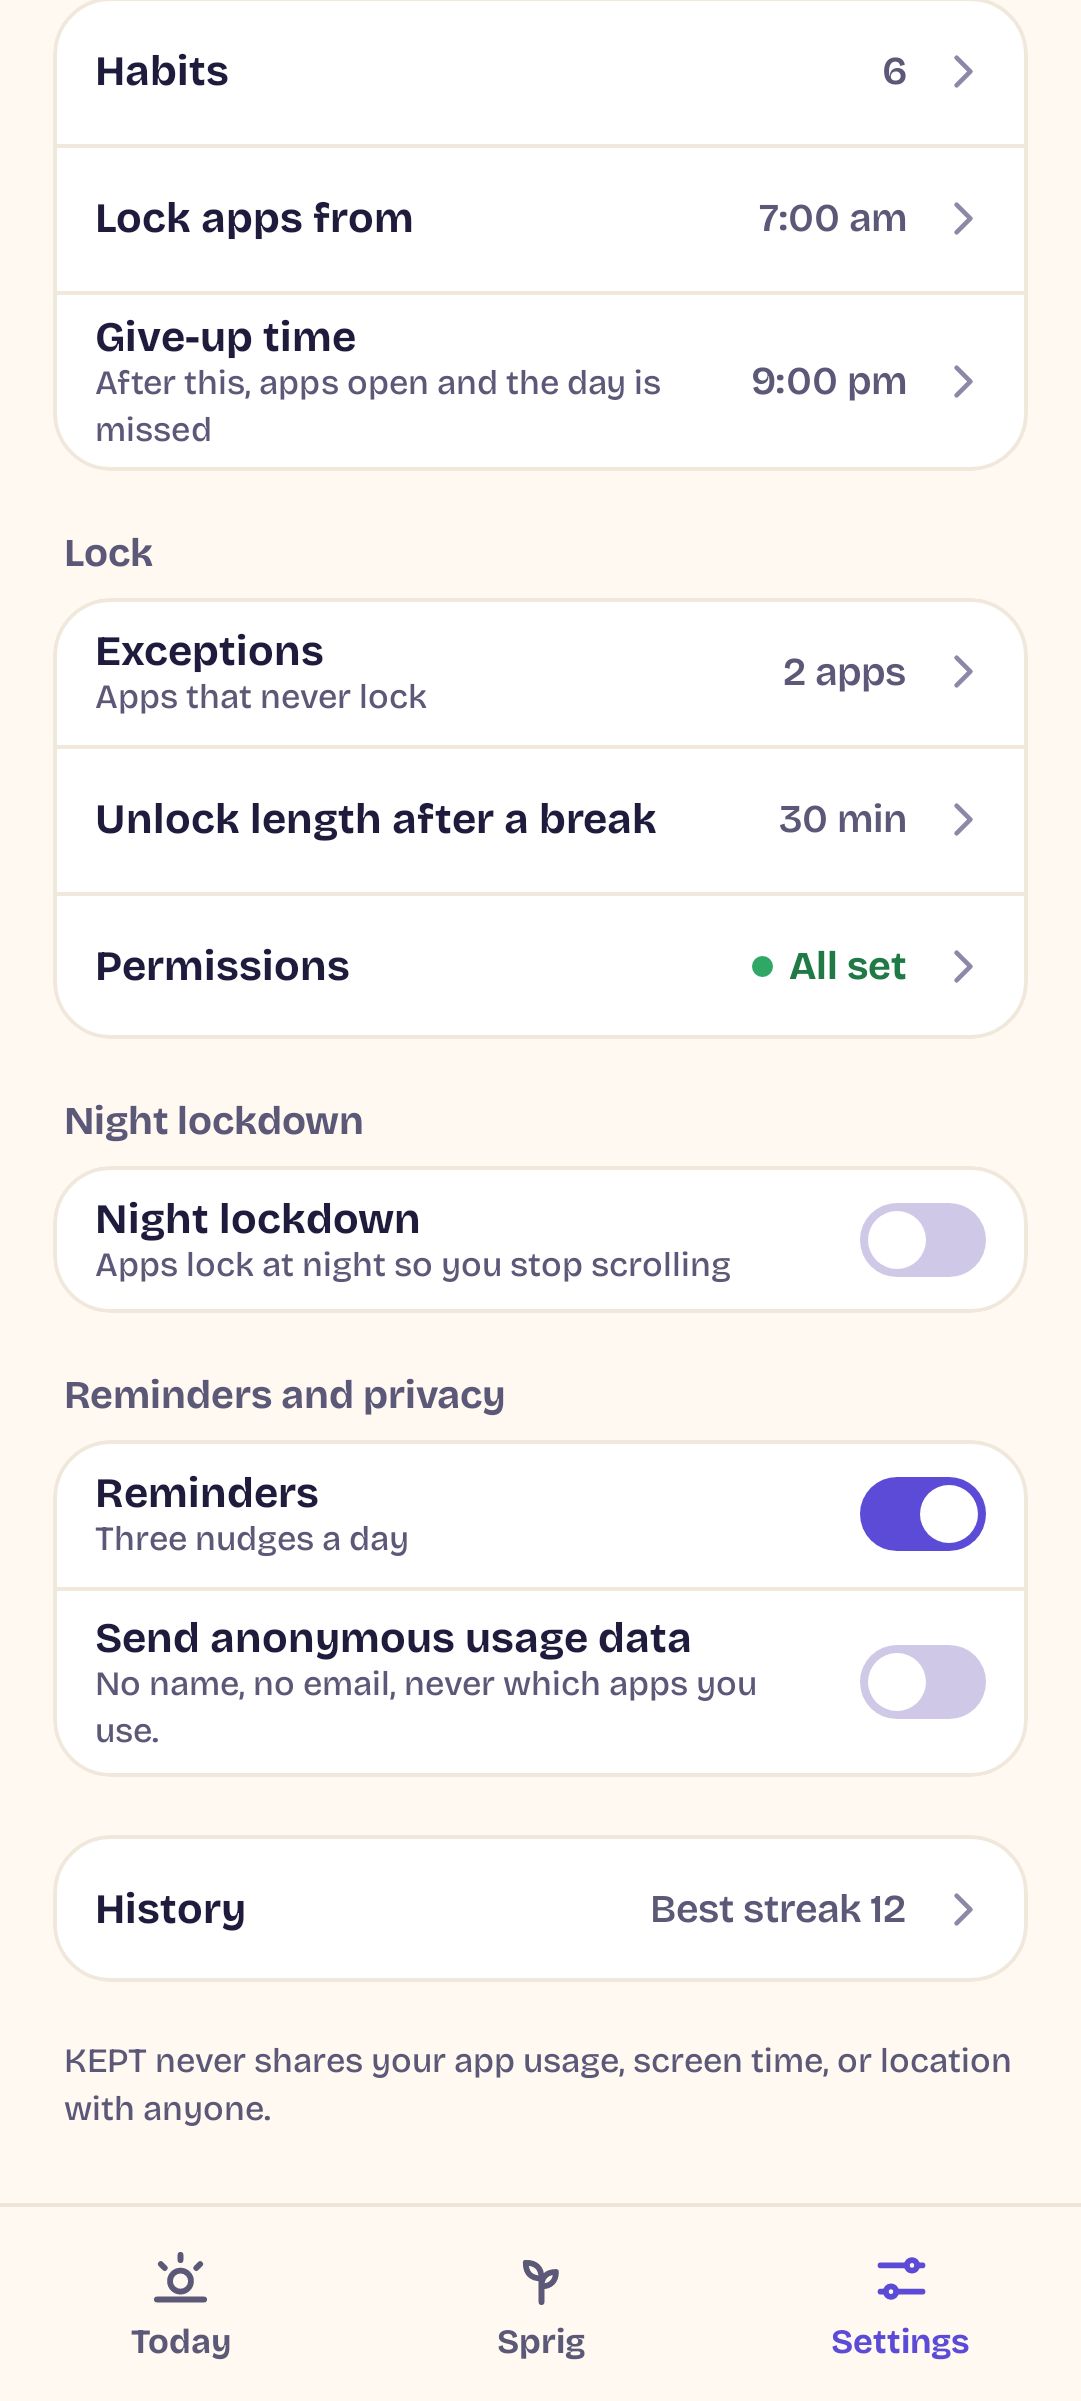 Habits 6
Lock apps from 7:00 am
Give-up time
After this, apps open and the day is missed 9:00 pm
Lock
Exceptions
Apps that never lock 2 apps
Unlock length after a break 30 min
Permissions All set
Night lockdown
Night lockdown
Apps lock at night so you stop scrolling
Reminders and privacy
Reminders
Three nudges a day
Send anonymous usage data
No name, no email, never which apps you
use.
History Best streak 12
KEPT never shares your app usage, screen time, or location
with anyone.
Today Sprig Settings